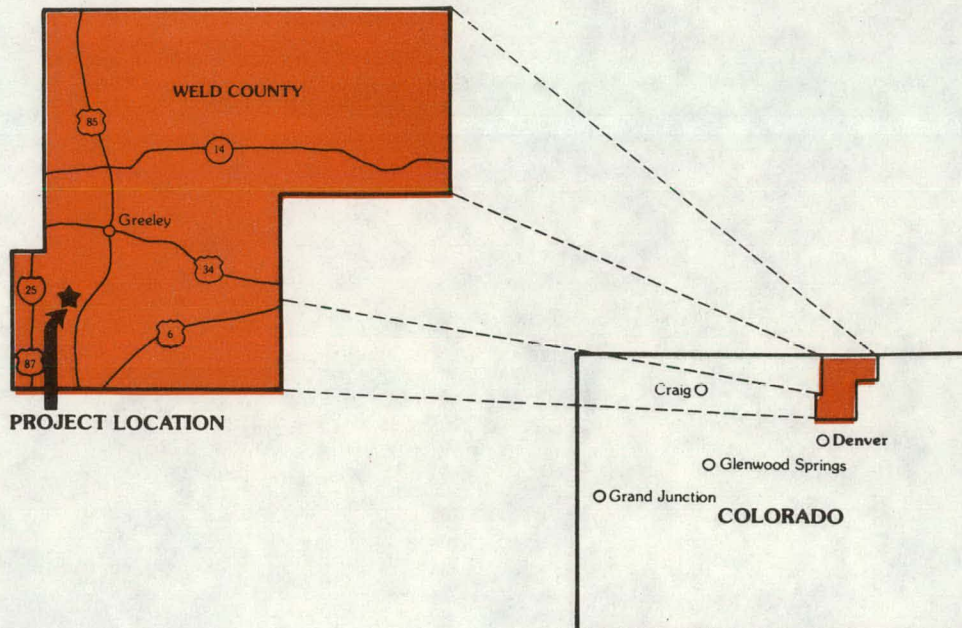 WELD COUNTY
85
14
Greeley
34
25
6
87
PROJECT LOCATION
Craig
Denver
Glenwood Springs
Grand Junction
COLORADO